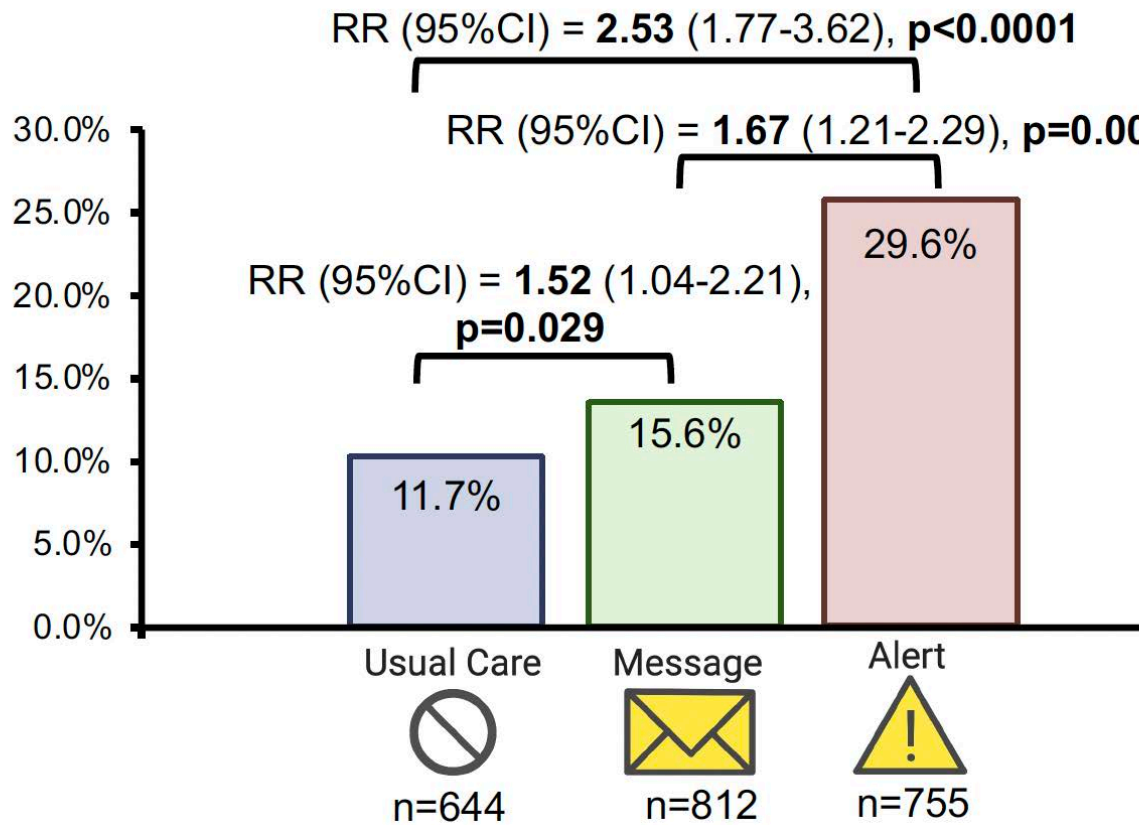 RR (95%CI) = 2.53 (1.77-3.62), p<0.0001
RR (95%CI) = 1.67 (1.21-2.29), p=0.00
30.0%
25.0%
20.0%
15.0%
10.0%
5.0%
0.0%
29.6%
RR (95%CI) = 1.52 (1.04-2.21),
p=0.029
15.6%
11.7%
Usual Care
Message
Alert
!
n=644
n=812
n=755